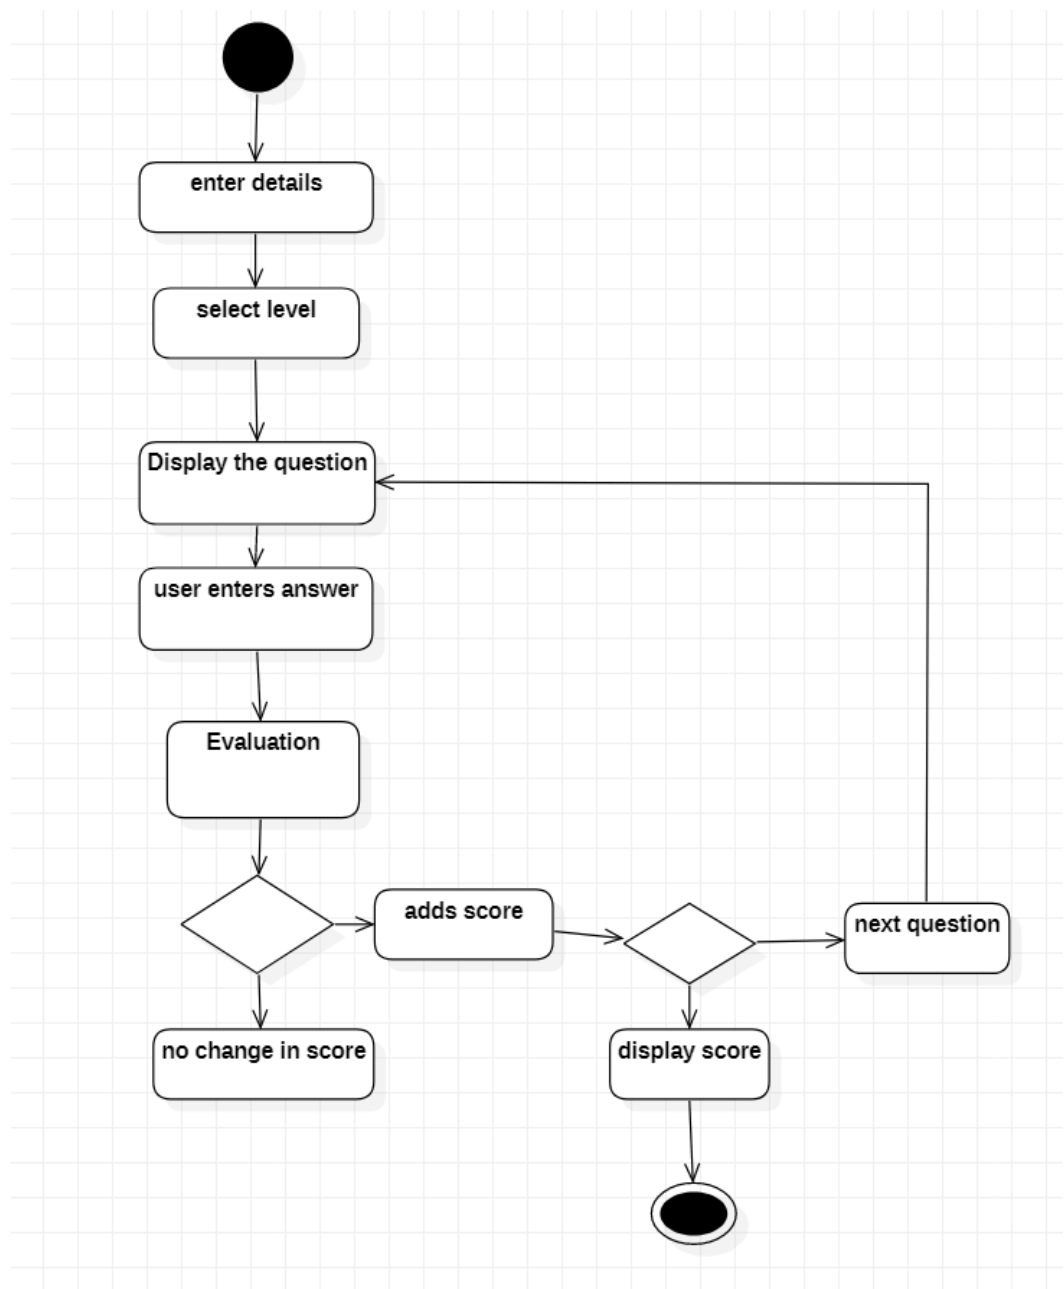 enter details
select level
Display the question
user enters answer
Evaluation
adds score
next question
no change in score
display score